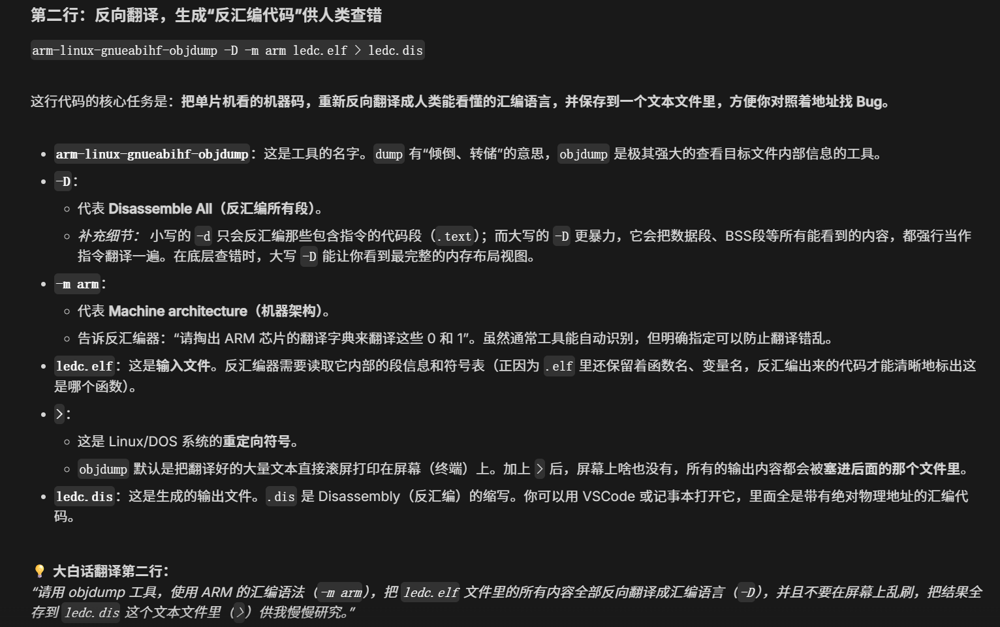 第二行：反向翻译，生成“反汇编代码”供人类查错
arm-linux-gnueabihf-objdump -D -m arm ledc.elf > ledc.dis
这行代码的核心任务是：把单片机看的机器码，重新反向翻译成人类能看懂的汇编语言，并保存到一个文本文件里，方便你对照着地址找 Bug。
• arm-linux-gnueabihf-objdump：这是工具的名字。dump 有“倾倒、转储”的意思，objdump 是极其强大的查看目标文件内部信息的工具。
• -D：
◦ 代表 Disassemble All（反汇编所有段）。
◦ 补充细节： 小写的 -d 只会反汇编那些包含指令的代码段（.text）；而大写的 -D 更暴力，它会把数据段、BSS段等所有能看到的内容，都强行当作
指令翻译一遍。在底层查错时，大写 -D 能让你看到最完整的内存布局视图。
• -m arm：
◦ 代表 Machine architecture（机器架构）。
◦ 告诉反汇编器：“请掏出 ARM 芯片的翻译字典来翻译这些 0 和 1”。虽然通常工具能自动识别，但明确指定可以防止翻译错乱。
• ledc.elf：这是输入文件。反汇编器需要读取它内部的段信息和符号表（正因为 .elf 里还保留着函数名、变量名，反汇编出来的代码才能清晰地标出这
是哪个函数）。
• >：
◦ 这是 Linux/DOS 系统的重定向符号。
◦ objdump 默认是把翻译好的大量文本直接滚屏打印在屏幕（终端）上。加上 > 后，屏幕上啥也没有，所有的输出内容都会被塞进后面的那个文件里。
• ledc.dis：这是生成的输出文件。.dis 是 Disassembly（反汇编）的缩写。你可以用 VSCode 或记事本打开它，里面全是带有绝对物理地址的汇编代
码。
💡 大白话翻译第二行：
“请用 objdump 工具，使用 ARM 的汇编语法（-m arm），把 ledc.elf 文件里的所有内容全部反向翻译成汇编语言（-D），并且不要在屏幕上乱刷，把结果全
存到 ledc.dis 这个文本文件里（>）供我慢慢研究。”